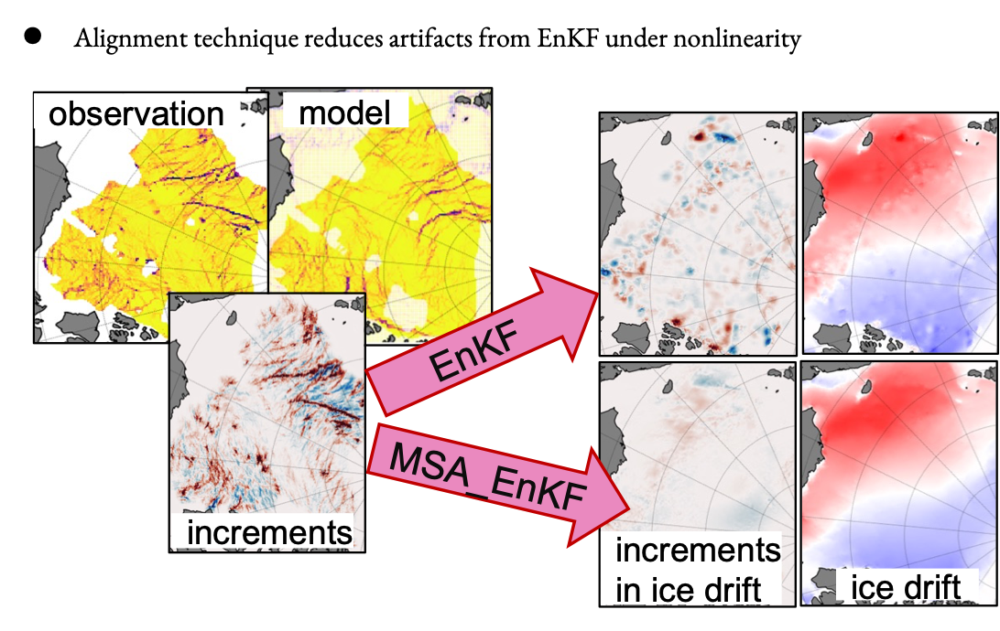 ● Alignment technique reduces artifacts from EnKF under nonlinearity
observation
model
EnKF
MSA_EnKF
increments
increments
in ice drift
ice drift